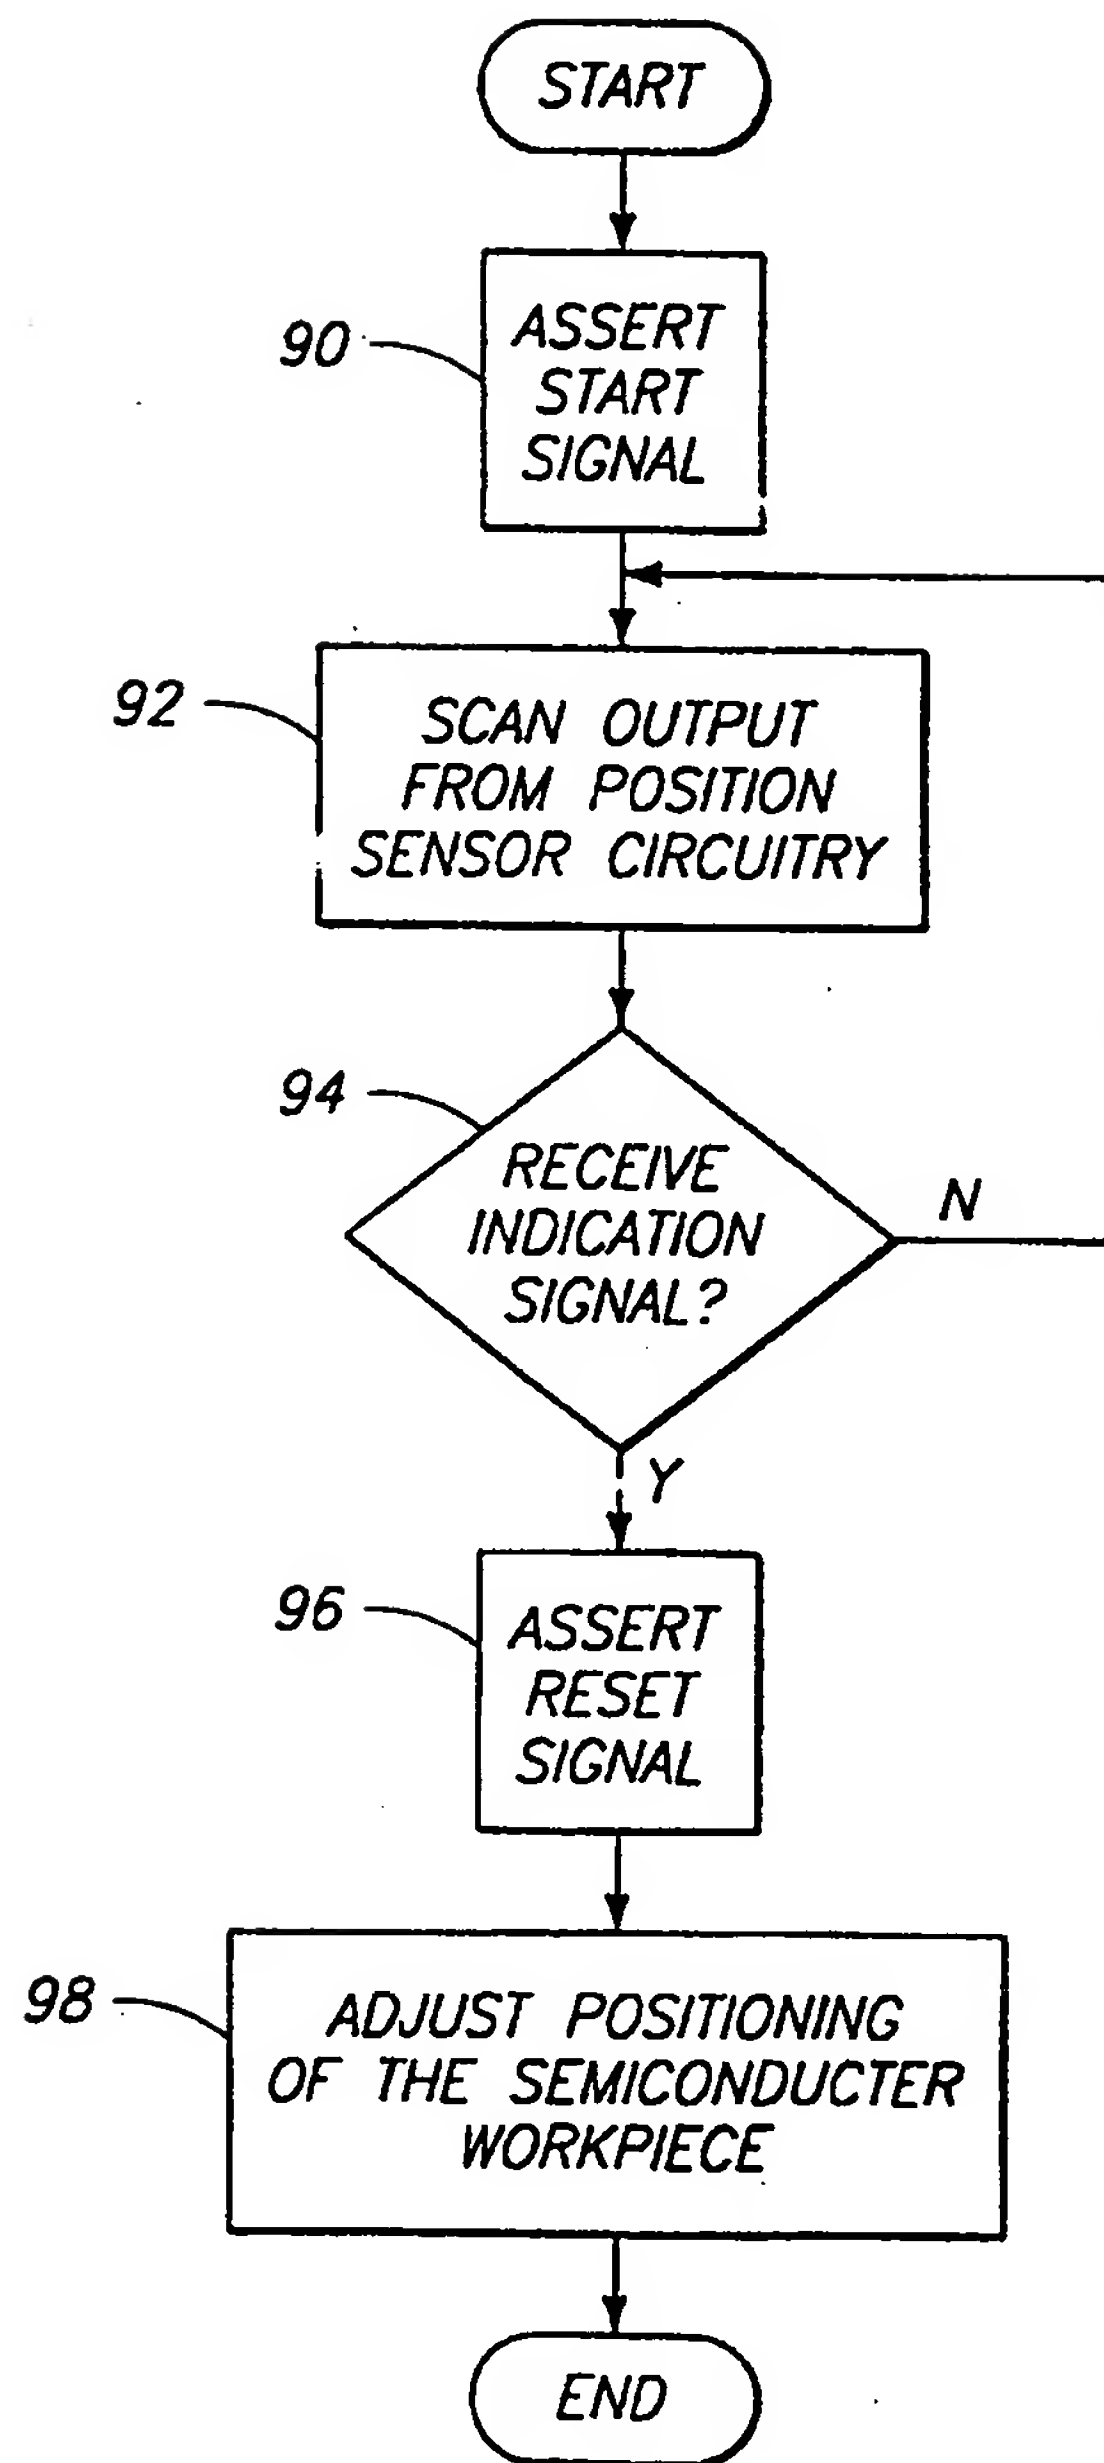 START
90
ASSERT
START
SIGNAL
92
SCAN OUTPUT
FROM POSITION
SENSOR CIRCUITRY
94
RECEIVE
INDICATION
SIGNAL?
N
Y
96
ASSERT
RESET
SIGNAL
98
ADJUST POSITIONING
OF THE SEMICONDUCTER
WORKPIECE
END